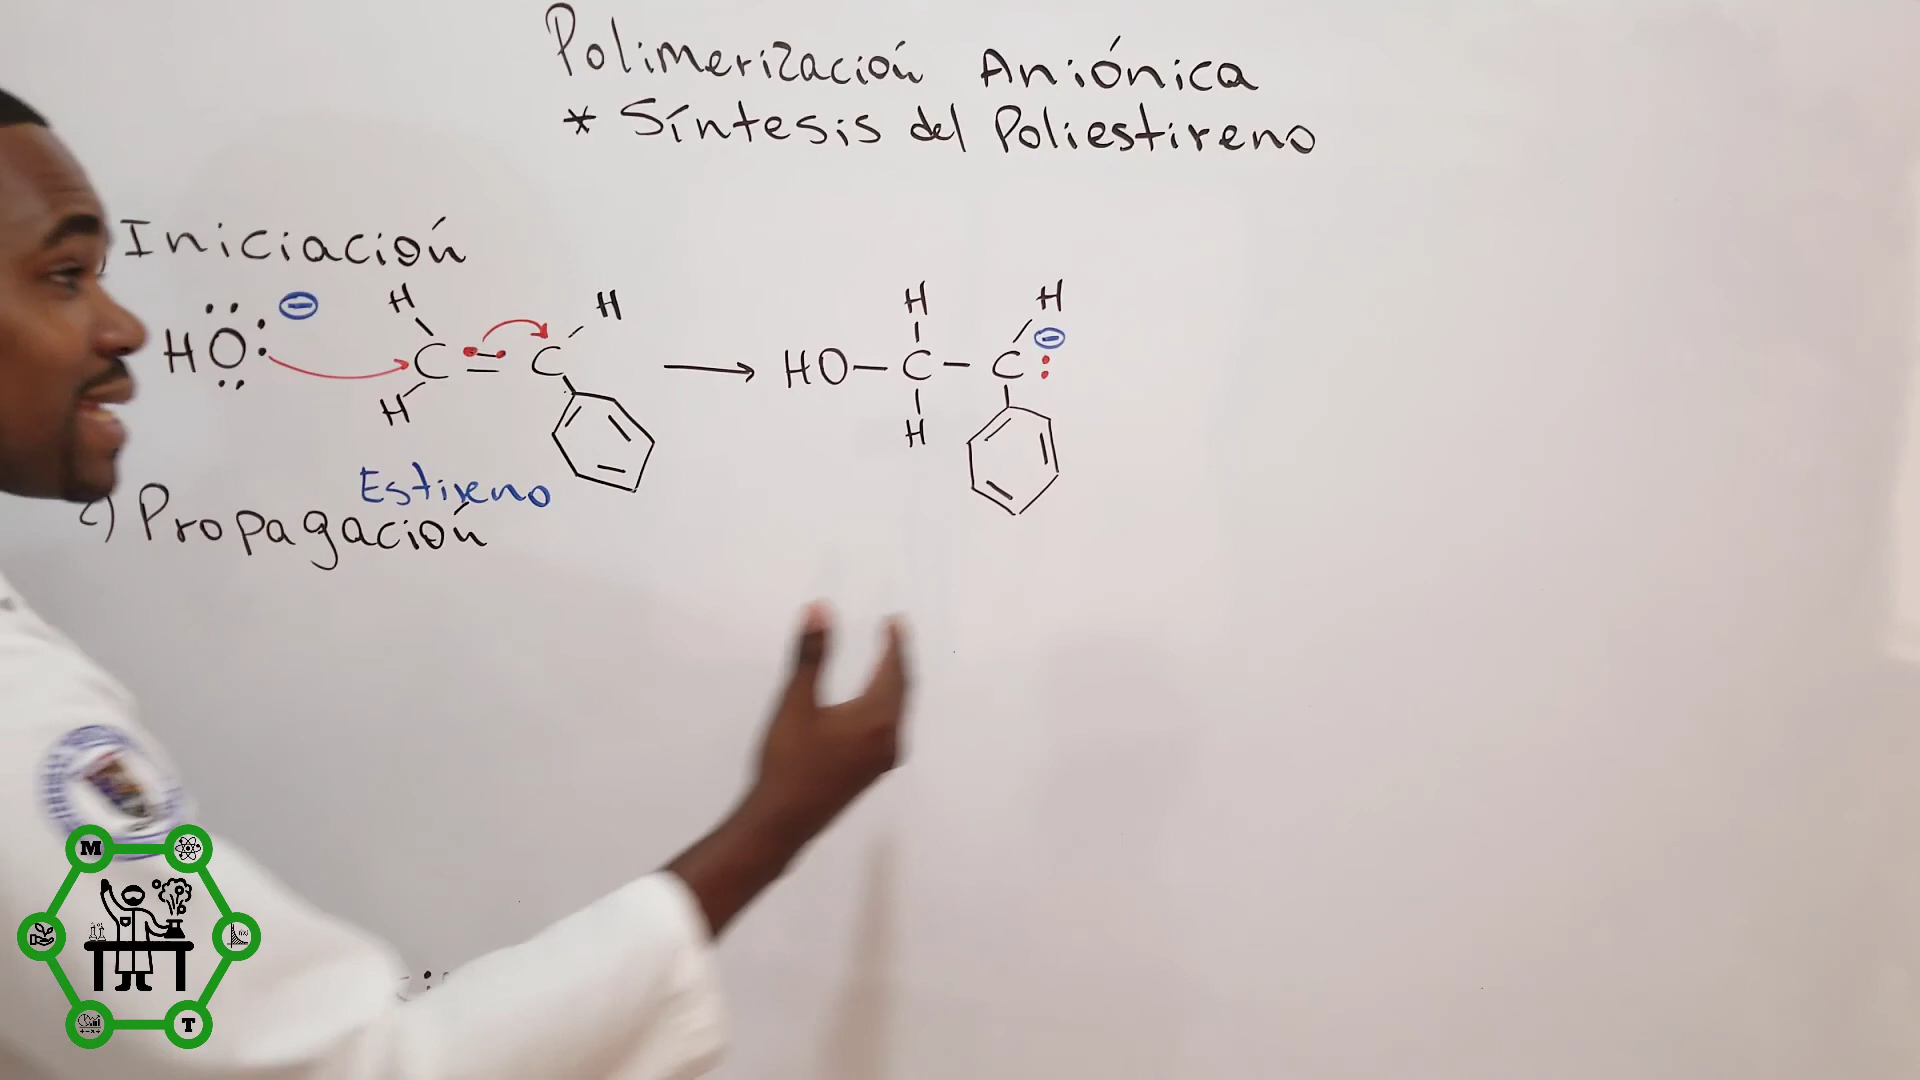 Polimerización Aniónica
* Síntesis del Poliestireno
Iniciación
HO: ⊖ H H C = C H
HO — C — C : ⊖ H H H
Estireno
2) Propagación
M
T